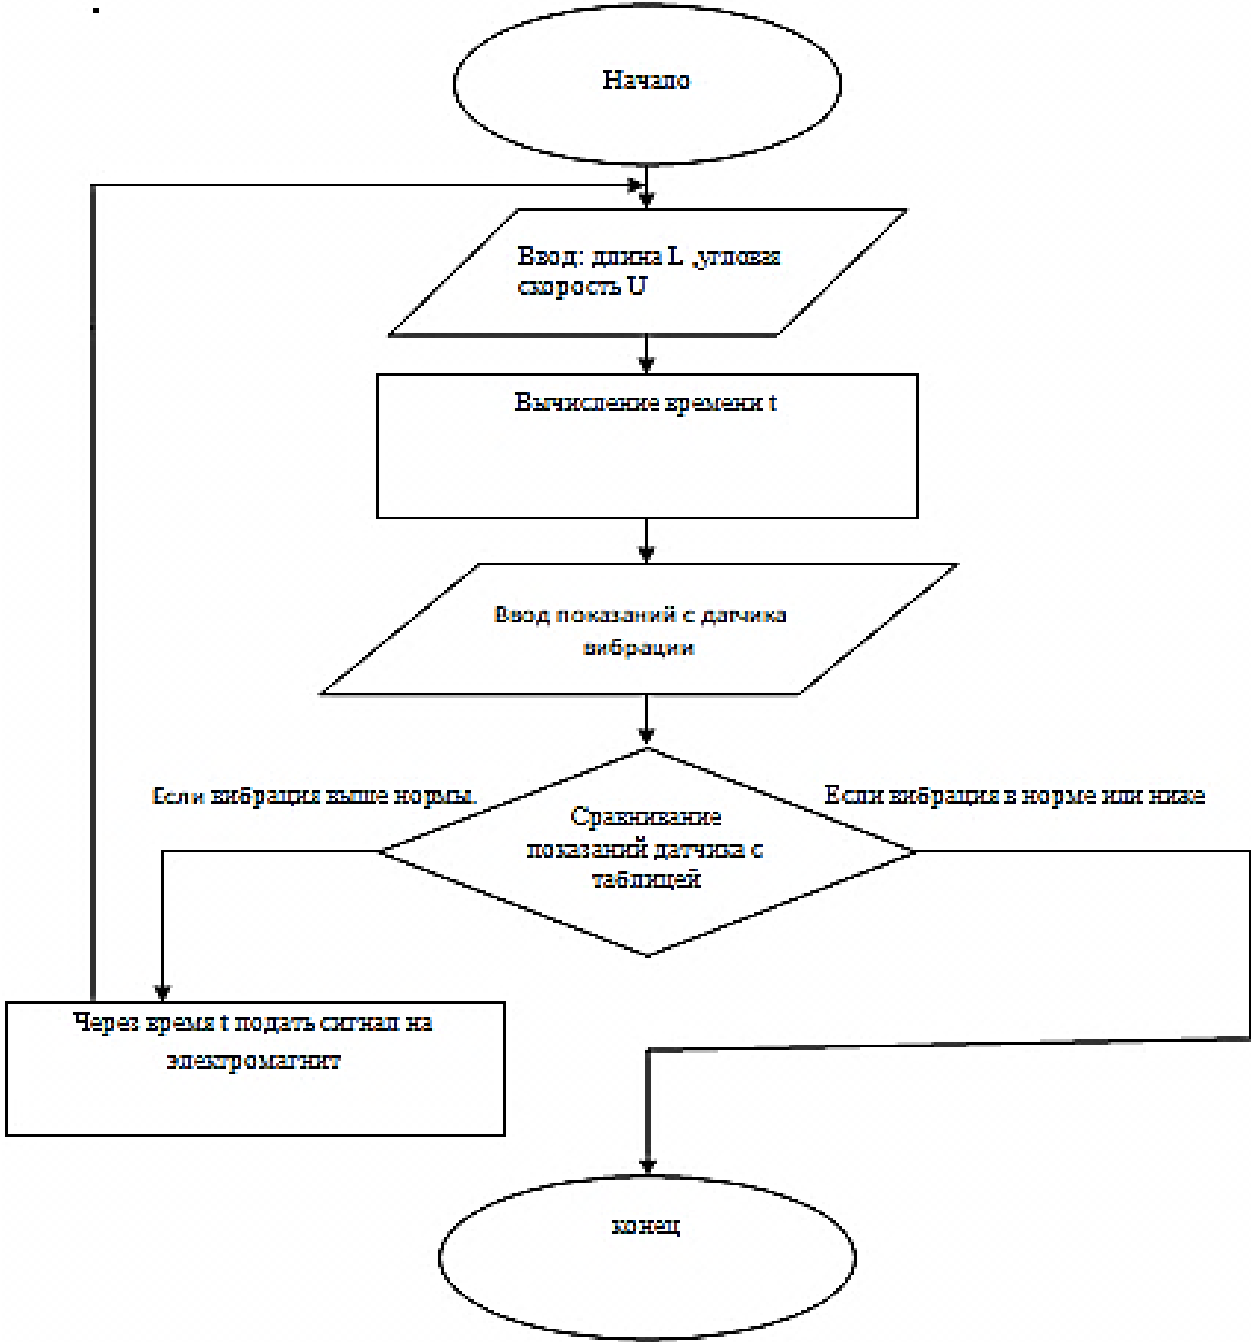 Начало
Ввод: длина L ,угловая
скорость U
Вычисление времени t
Ввод показаний с датчика
вибрации
Если вибрация выше нормы.
Если вибрация в норме или ниже
Сравнивание
показаний датчика с
таблицей
Через время t подать сигнал на
электромагнит
конец